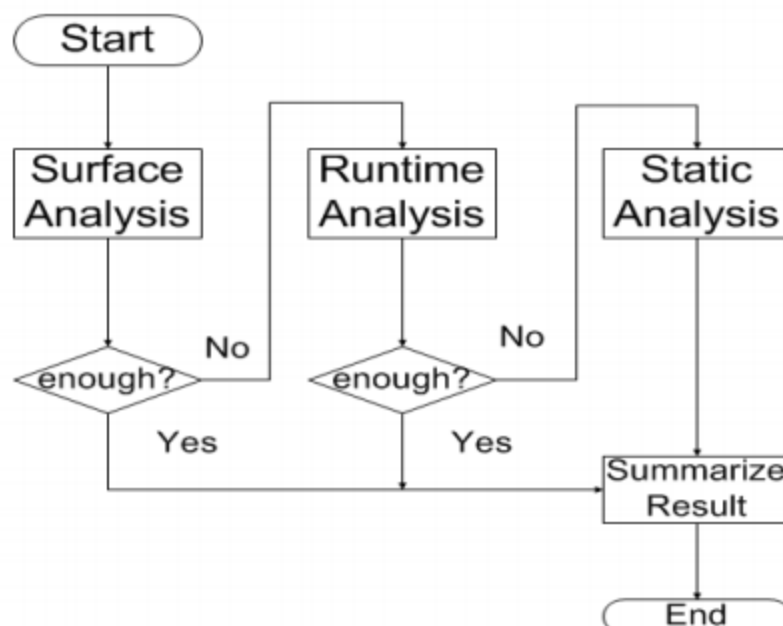 Start
Surface
Analysis
enough?
No
Yes
Runtime
Analysis
enough?
No
Yes
Static
Analysis
Summarize
Result
End